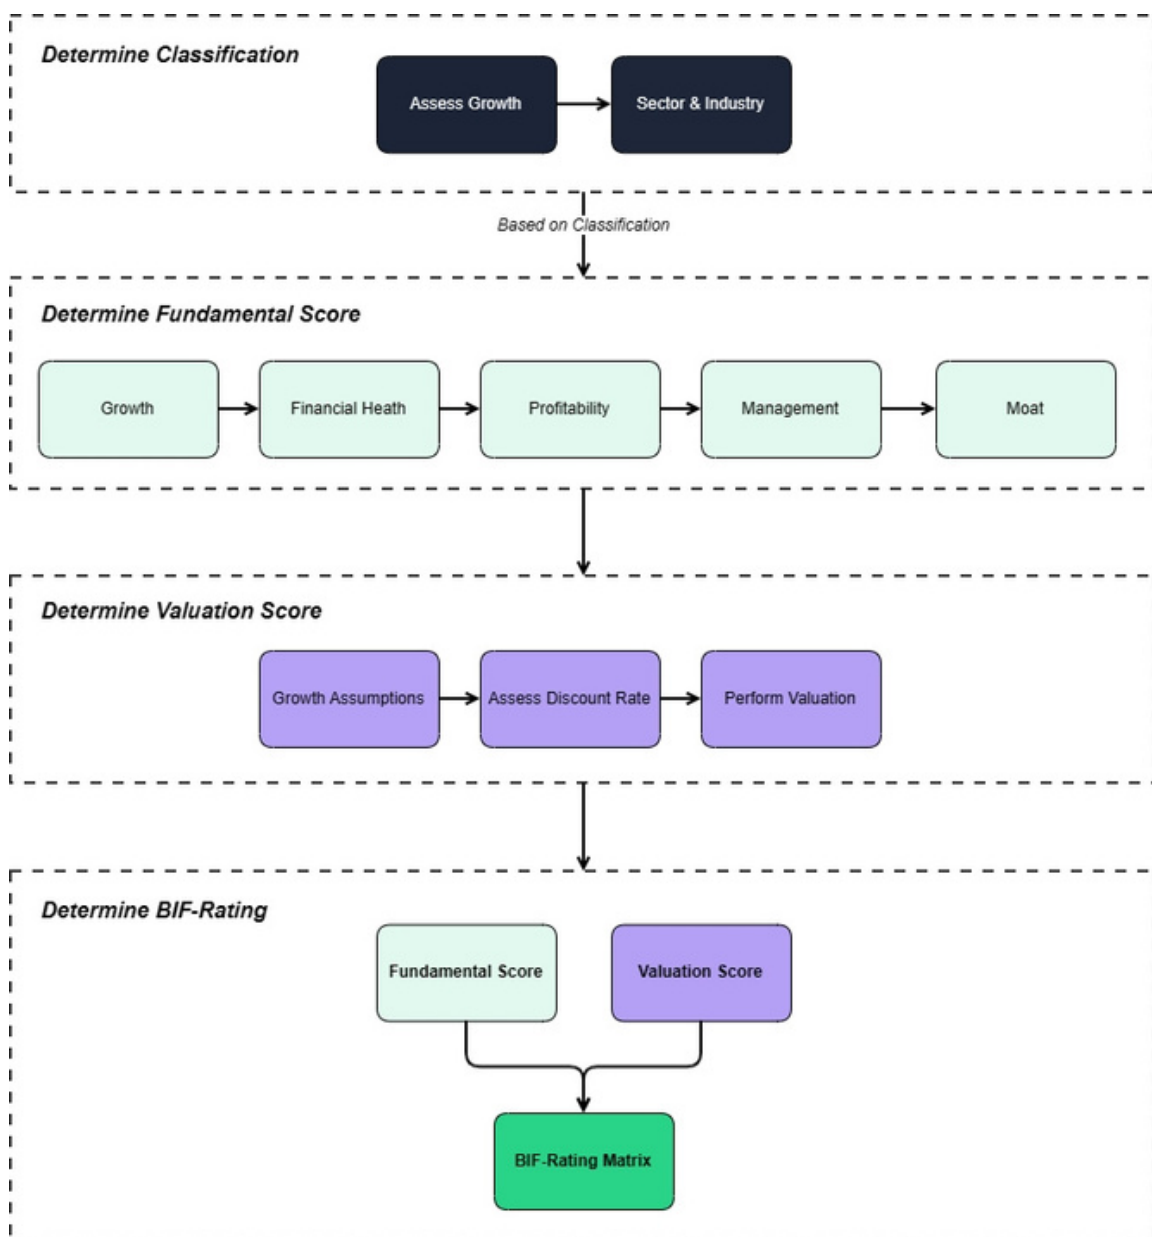 Determine Classification
Assess Growth
Sector & Industry
Based on Classification
Determine Fundamental Score
Growth
Financial Heath
Profitability
Management
Moat
Determine Valuation Score
Growth Assumptions
Assess Discount Rate
Perform Valuation
Determine BIF-Rating
Fundamental Score
Valuation Score
BIF-Rating Matrix